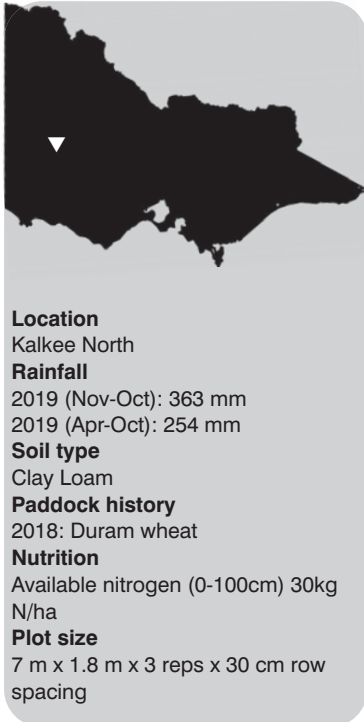 Location
Kalkee North
Rainfall
2019 (Nov-Oct): 363 mm
2019 (Apr-Oct): 254 mm
Soil type
Clay Loam
Paddock history
2018: Duram wheat
Nutrition
Available nitrogen (0-100cm) 30kg
N/ha
Plot size
7 m x 1.8 m x 3 reps x 30 cm row
spacing